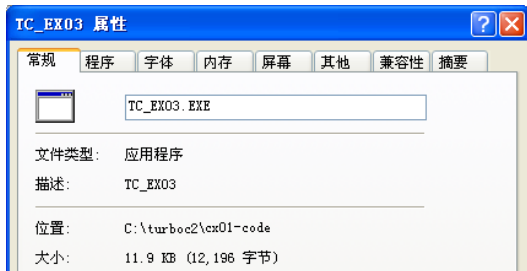 TC_EX03 属性
常规 程序 字体 内存 屏幕 其他 兼容性 摘要
TC_EX03.EXE
文件类型: 应用程序
描述: TC_EX03
位置: C:\turboc2\cx01-code
大小: 11.9 KB (12,196 字节)